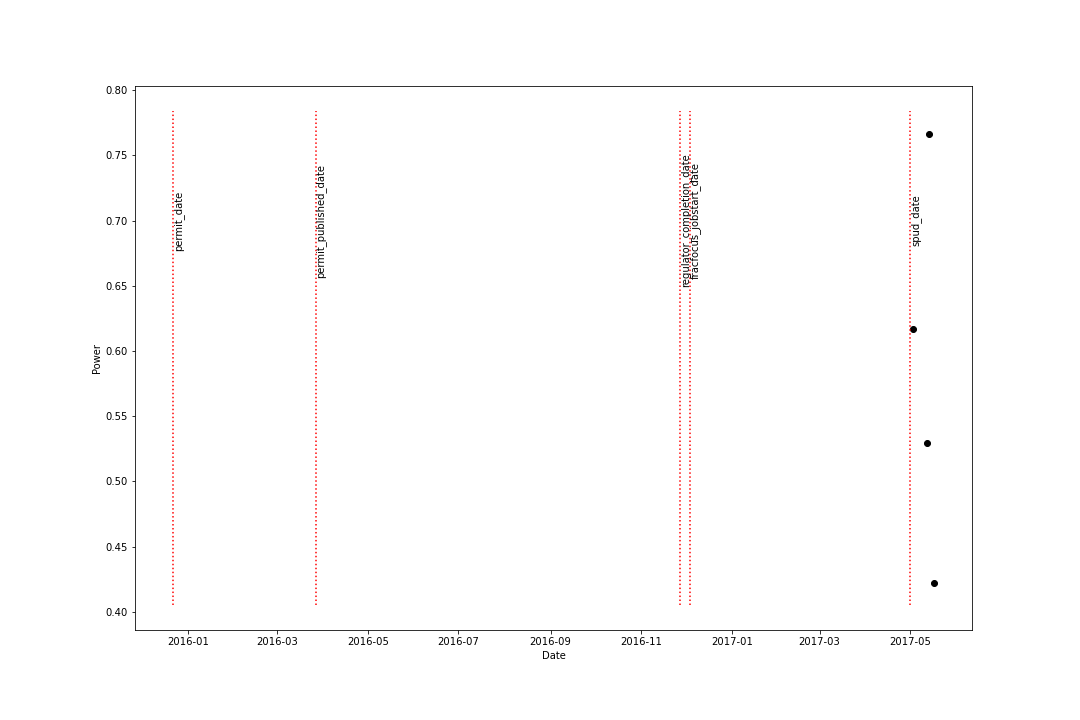 0.80
0.75
0.70
0.65
0.60
0.55
0.50
0.45
0.40
Power
permit_date
permit_published_date
regulator_completion_date
fracfocus_jobstart_date
spud_date
2016-01
2016-03
2016-05
2016-07
2016-09
2016-11
2017-01
2017-03
2017-05
Date